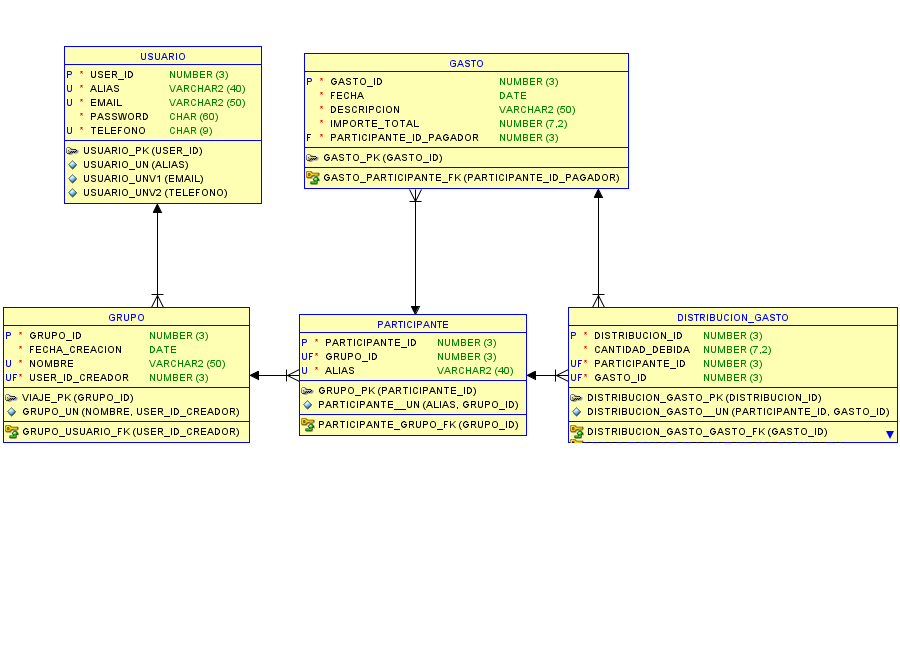 USUARIO
P * USER_ID NUMBER (3)
U * ALIAS VARCHAR2 (40)
U * EMAIL VARCHAR2 (50)
* PASSWORD CHAR (60)
U * TELEFONO CHAR (9)
USUARIO_PK (USER_ID)
USUARIO_UN (ALIAS)
USUARIO_UNV1 (EMAIL)
USUARIO_UNV2 (TELEFONO)
GASTO
P * GASTO_ID NUMBER (3)
* FECHA DATE
* DESCRIPCION VARCHAR2 (50)
* IMPORTE_TOTAL NUMBER (7,2)
F * PARTICIPANTE_ID_PAGADOR NUMBER (3)
GASTO_PK (GASTO_ID)
GASTO_PARTICIPANTE_FK (PARTICIPANTE_ID_PAGADOR)
GRUPO
P * GRUPO_ID NUMBER (3)
* FECHA_CREACION DATE
U * NOMBRE VARCHAR2 (50)
UF* USER_ID_CREADOR NUMBER (3)
VIAJE_PK (GRUPO_ID)
GRUPO_UN (NOMBRE, USER_ID_CREADOR)
GRUPO_USUARIO_FK (USER_ID_CREADOR)
PARTICIPANTE
P * PARTICIPANTE_ID NUMBER (3)
UF* GRUPO_ID NUMBER (3)
U * ALIAS VARCHAR2 (40)
GRUPO_PK (PARTICIPANTE_ID)
PARTICIPANTE__UN (ALIAS, GRUPO_ID)
PARTICIPANTE_GRUPO_FK (GRUPO_ID)
DISTRIBUCION_GASTO
P * DISTRIBUCION_ID NUMBER (3)
* CANTIDAD_DEBIDA NUMBER (7,2)
UF* PARTICIPANTE_ID NUMBER (3)
UF* GASTO_ID NUMBER (3)
DISTRIBUCION_GASTO_PK (DISTRIBUCION_ID)
DISTRIBUCION_GASTO__UN (PARTICIPANTE_ID, GASTO_ID)
DISTRIBUCION_GASTO_GASTO_FK (GASTO_ID)